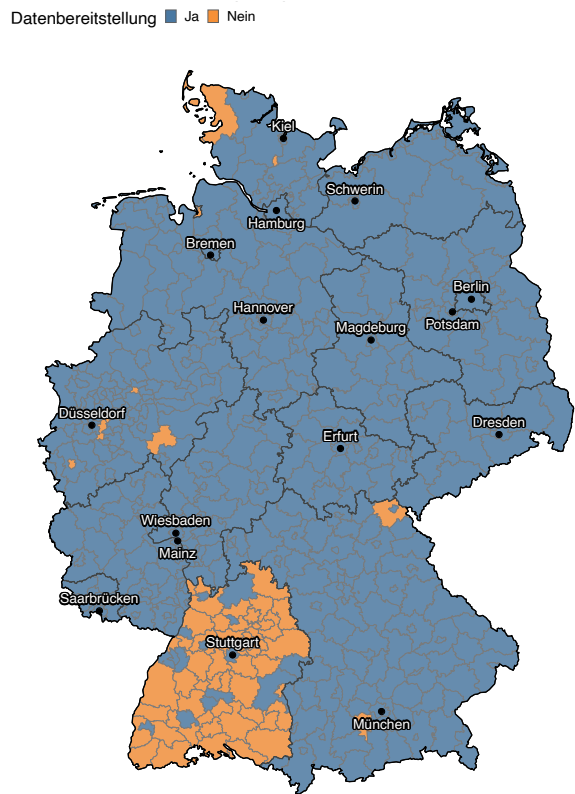 Datenbereitstellung Ja Nein
Kiel
Schwerin
Hamburg
Bremen
Berlin
Hannover
Potsdam
Magdeburg
Düsseldorf
Dresden
Erfurt
Wiesbaden
Mainz
Saarbrücken
Stuttgart
München